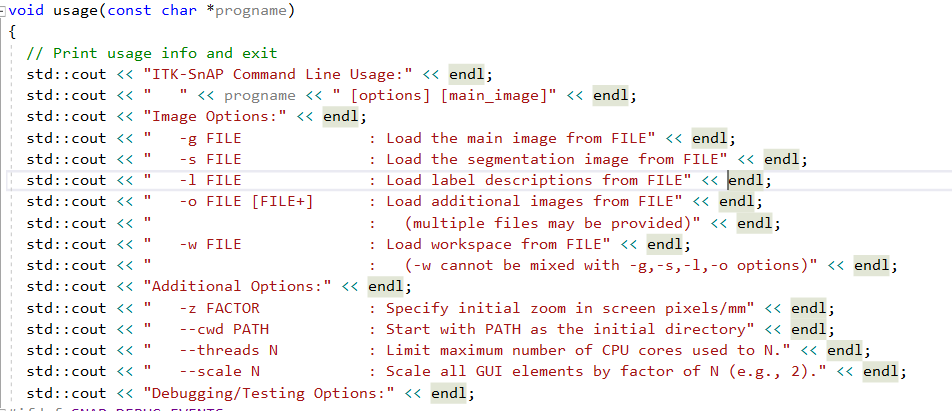 void usage(const char *progname)
{
  // Print usage info and exit
  std::cout << "ITK-SnAP Command Line Usage:" << endl;
  std::cout << "   " << progname << " [options] [main_image]" << endl;
  std::cout << "Image Options:" << endl;
  std::cout << "   -g FILE              : Load the main image from FILE" << endl;
  std::cout << "   -s FILE              : Load the segmentation image from FILE" << endl;
  std::cout << "   -l FILE              : Load label descriptions from FILE" << endl;
  std::cout << "   -o FILE [FILE+]      : Load additional images from FILE" << endl;
  std::cout << "                        :   (multiple files may be provided)" << endl;
  std::cout << "   -w FILE              : Load workspace from FILE" << endl;
  std::cout << "                        :   (-w cannot be mixed with -g,-s,-l,-o options)" << endl;
  std::cout << "Additional Options:" << endl;
  std::cout << "   -z FACTOR            : Specify initial zoom in screen pixels/mm" << endl;
  std::cout << "   --cwd PATH           : Start with PATH as the initial directory" << endl;
  std::cout << "   --threads N          : Limit maximum number of CPU cores used to N." << endl;
  std::cout << "   --scale N            : Scale all GUI elements by factor of N (e.g., 2)." << endl;
  std::cout << "Debugging/Testing Options:" << endl;